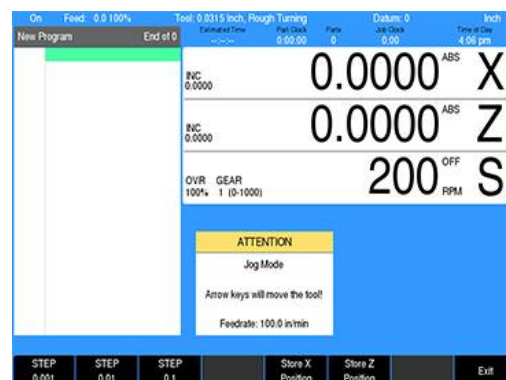 On Feed: 0.0 100% Tool: 0.0315 Inch, Rough Turning Datum: 0 Inch
New Program End of 0
Estimated Time Part Clock Parts Job Clock Time of Day
--:--:-- 0:00:00 0 0:00 4:06 pm
INC
0.0000
0.0000 ABS X
INC
0.0000
0.0000 ABS Z
OVR GEAR
100% 1 (0-1000)
200 OFF RPM S
ATTENTION
Jog Mode
Arrow keys will move the tool!
Feedrate: 100.0 in/min
STEP 0.001
STEP 0.01
STEP 0.1
Store X Position
Store Z Position
Exit